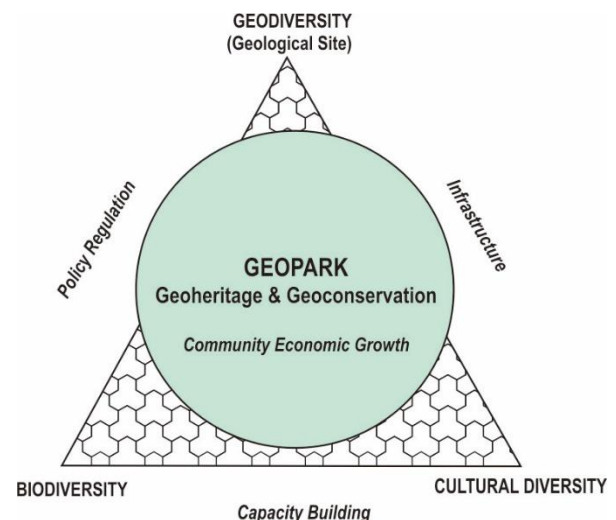 GEODIVERSITY
(Geological Site)
Policy Regulation
Infrastructure
GEOPARK
Geoheritage & Geoconservation
Community Economic Growth
BIODIVERSITY
CULTURAL DIVERSITY
Capacity Building